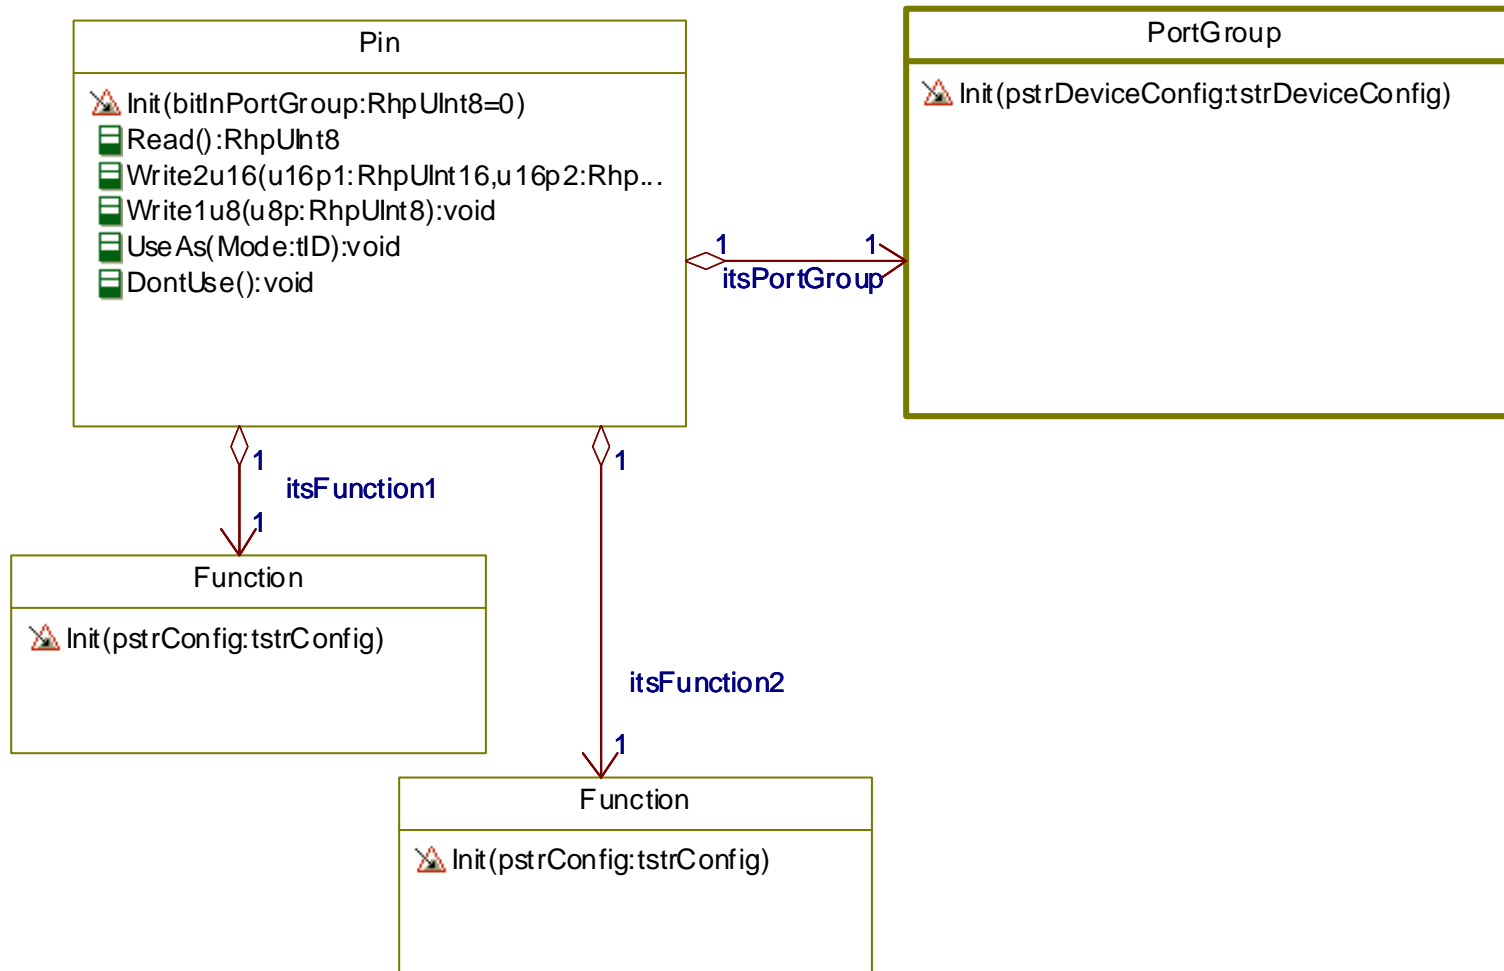 Pin
Init(bitInPortGroup:RhpUInt8=0)
Read():RhpUInt8
Write2u16(u16p1:RhpUInt16,u16p2:Rhp...
Write1u8(u8p:RhpUInt8):void
UseAs(Mode:tID):void
DontUse():void
PortGroup
Init(pstrDeviceConfig:tstrDeviceConfig)
1
1
itsPortGroup
1
itsFunction1
1
1
itsFunction2
1
Function
Init(pstrConfig:tstrConfig)
Function
Init(pstrConfig:tstrConfig)